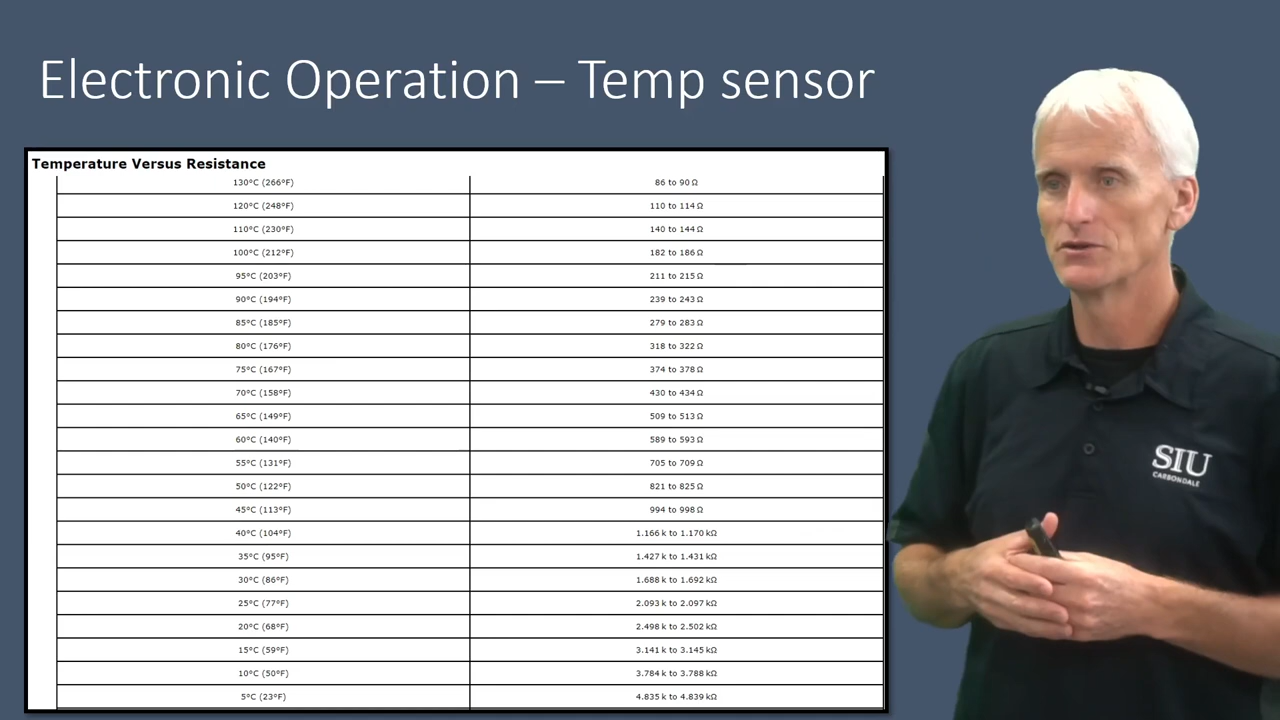 Electronic Operation – Temp sensor
Temperature Versus Resistance
130°C (266°F) 86 to 90 Ω
120°C (248°F) 110 to 114 Ω
110°C (230°F) 140 to 144 Ω
100°C (212°F) 182 to 186 Ω
95°C (203°F) 211 to 215 Ω
90°C (194°F) 239 to 243 Ω
85°C (185°F) 279 to 283 Ω
80°C (176°F) 318 to 322 Ω
75°C (167°F) 374 to 378 Ω
70°C (158°F) 430 to 434 Ω
65°C (149°F) 509 to 513 Ω
60°C (140°F) 589 to 593 Ω
55°C (131°F) 705 to 709 Ω
50°C (122°F) 821 to 825 Ω
45°C (113°F) 994 to 998 Ω
40°C (104°F) 1.166 k to 1.170 kΩ
35°C (95°F) 1.427 k to 1.431 kΩ
30°C (86°F) 1.688 k to 1.692 kΩ
25°C (77°F) 2.093 k to 2.097 kΩ
20°C (68°F) 2.498 k to 2.502 kΩ
15°C (59°F) 3.141 k to 3.145 kΩ
10°C (50°F) 3.784 k to 3.788 kΩ
5°C (23°F) 4.835 k to 4.839 kΩ
SIU
CARBONDALE